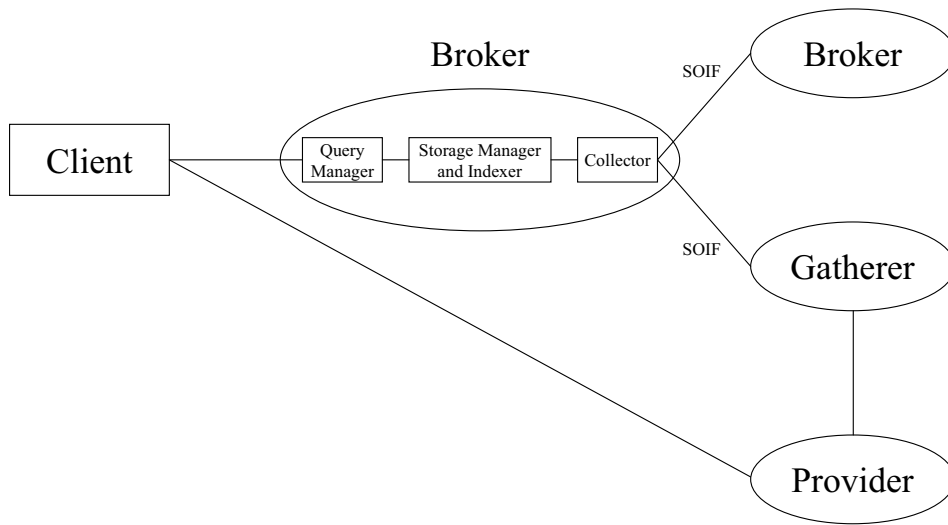 Broker
SOIF
Broker
Client
Query
Manager
Storage Manager
and Indexer
Collector
SOIF
Gatherer
Provider